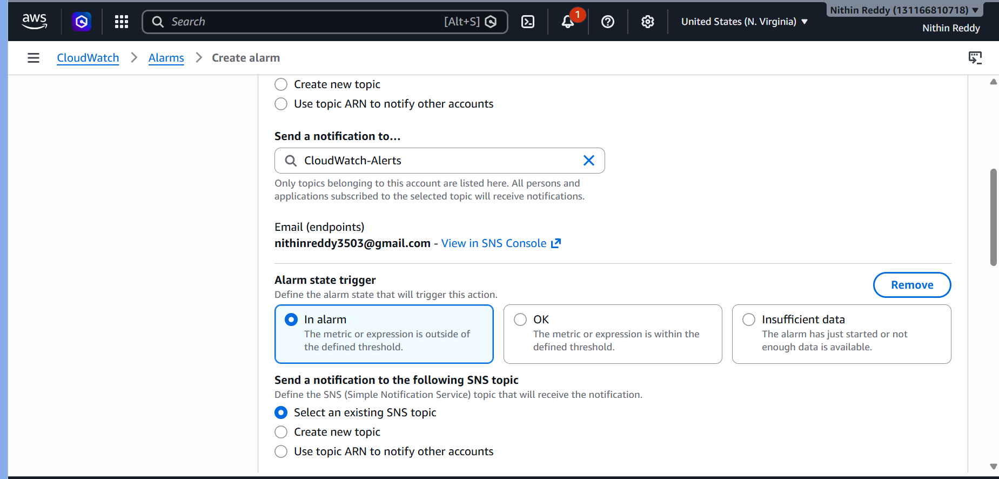 aws
Search
[Alt+S]
1
United States (N. Virginia)
Nithin Reddy (131166810718)
Nithin Reddy
CloudWatch
Alarms
Create alarm
Create new topic
Use topic ARN to notify other accounts
Send a notification to…
CloudWatch-Alerts
Only topics belonging to this account are listed here. All persons and
applications subscribed to the selected topic will receive notifications.
Email (endpoints)
nithinreddy3503@gmail.com - View in SNS Console
Alarm state trigger
Remove
Define the alarm state that will trigger this action.
In alarm
The metric or expression is outside of
the defined threshold.
OK
The metric or expression is within the
defined threshold.
Insufficient data
The alarm has just started or not
enough data is available.
Send a notification to the following SNS topic
Define the SNS (Simple Notification Service) topic that will receive the notification.
Select an existing SNS topic
Create new topic
Use topic ARN to notify other accounts